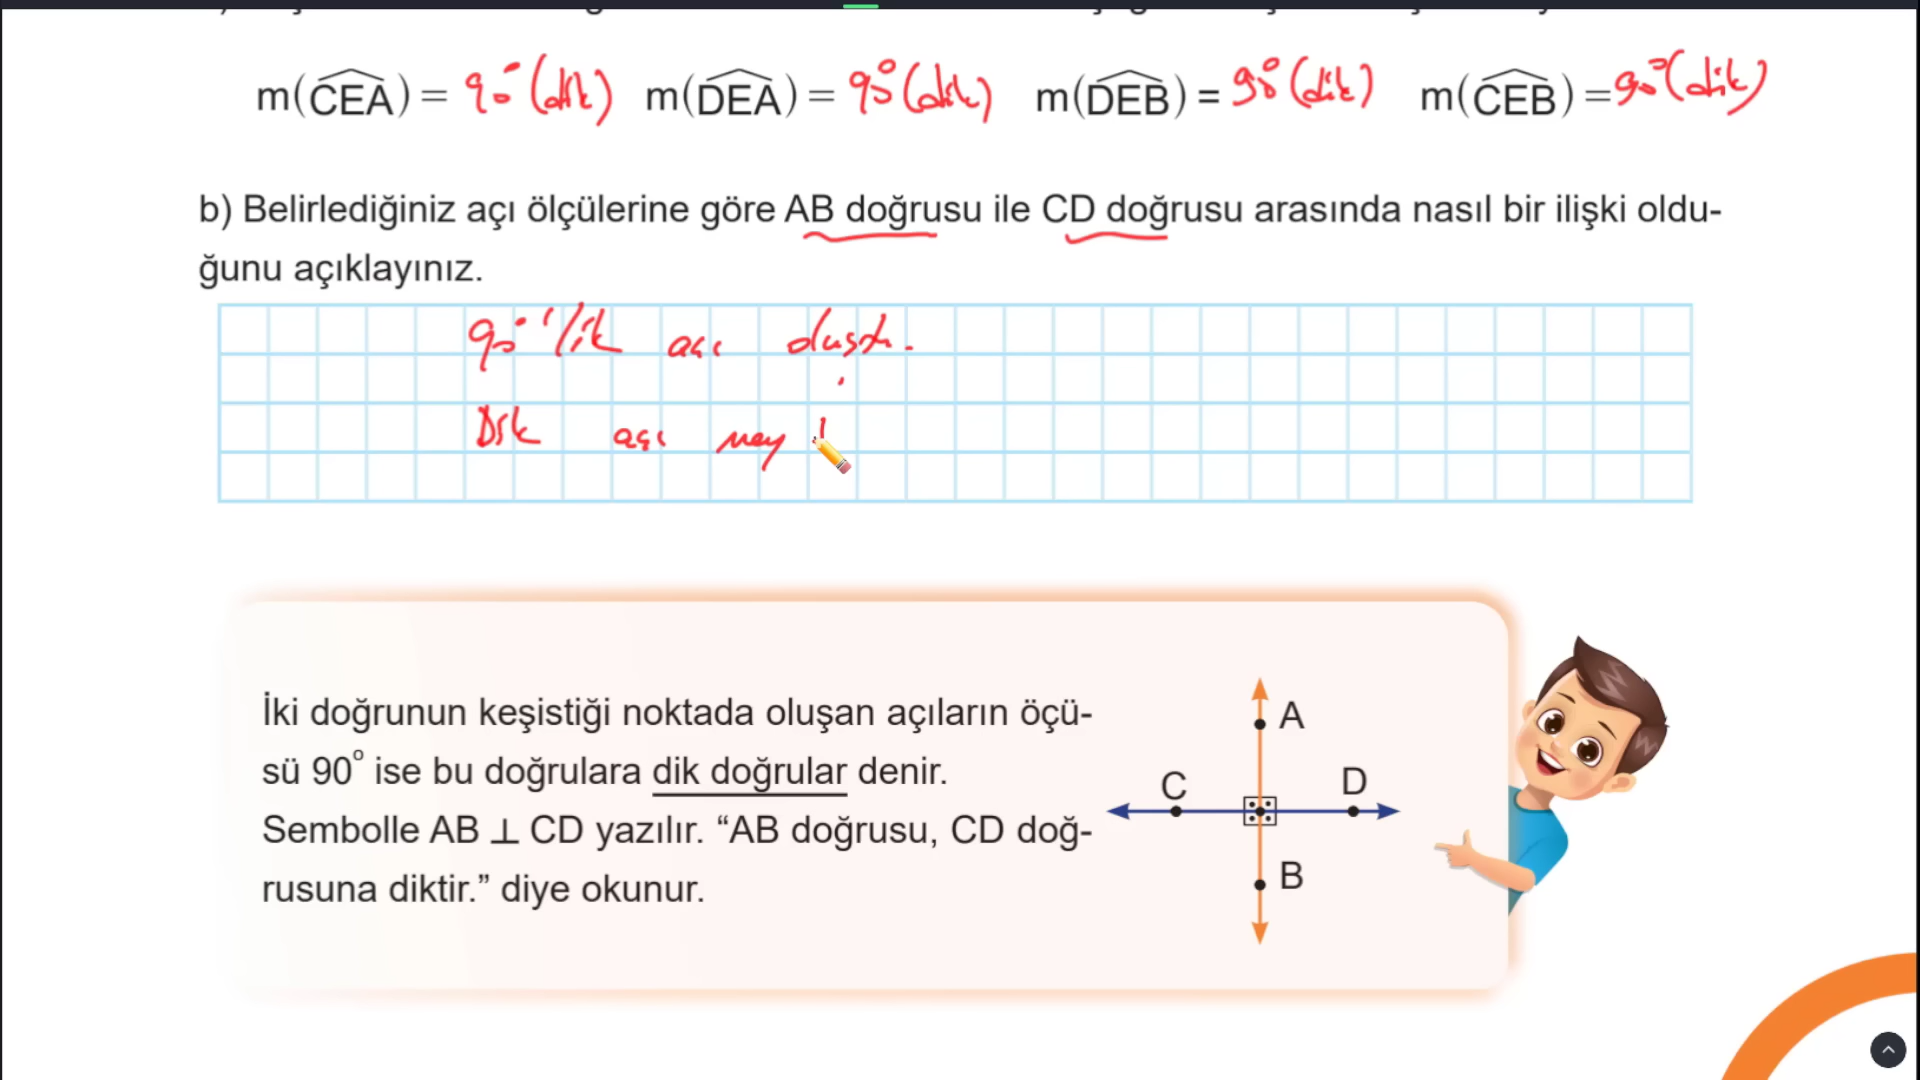 m(CEA) = 90° (dik) m(DEA) = 90° (dik) m(DEB) = 90° (dik) m(CEB) = 90° (dik)
b) Belirlediğiniz açı ölçülerine göre AB doğrusu ile CD doğrusu arasında nasıl bir ilişki oldu-
ğunu açıklayınız.
90°'lik açı oluştu.
Dik açı mey
İki doğrunun keşistiği noktada oluşan açıların öçü-
sü 90° ise bu doğrulara dik doğrular denir.
Sembolle AB ⊥ CD yazılır. “AB doğrusu, CD doğ-
rusuna diktir.” diye okunur.
A
C
D
B